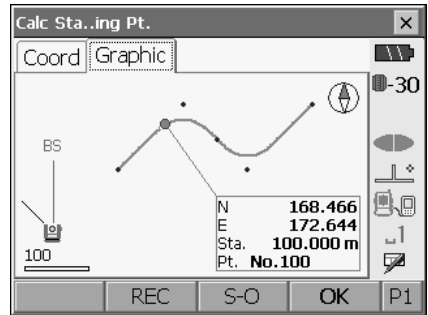 Calc Sta..ing Pt.
Coord Graphic
-30
BS
N 168.466
E 172.644
Sta. 100.000 m
Pt. No.100
100
1
REC S-O OK P1